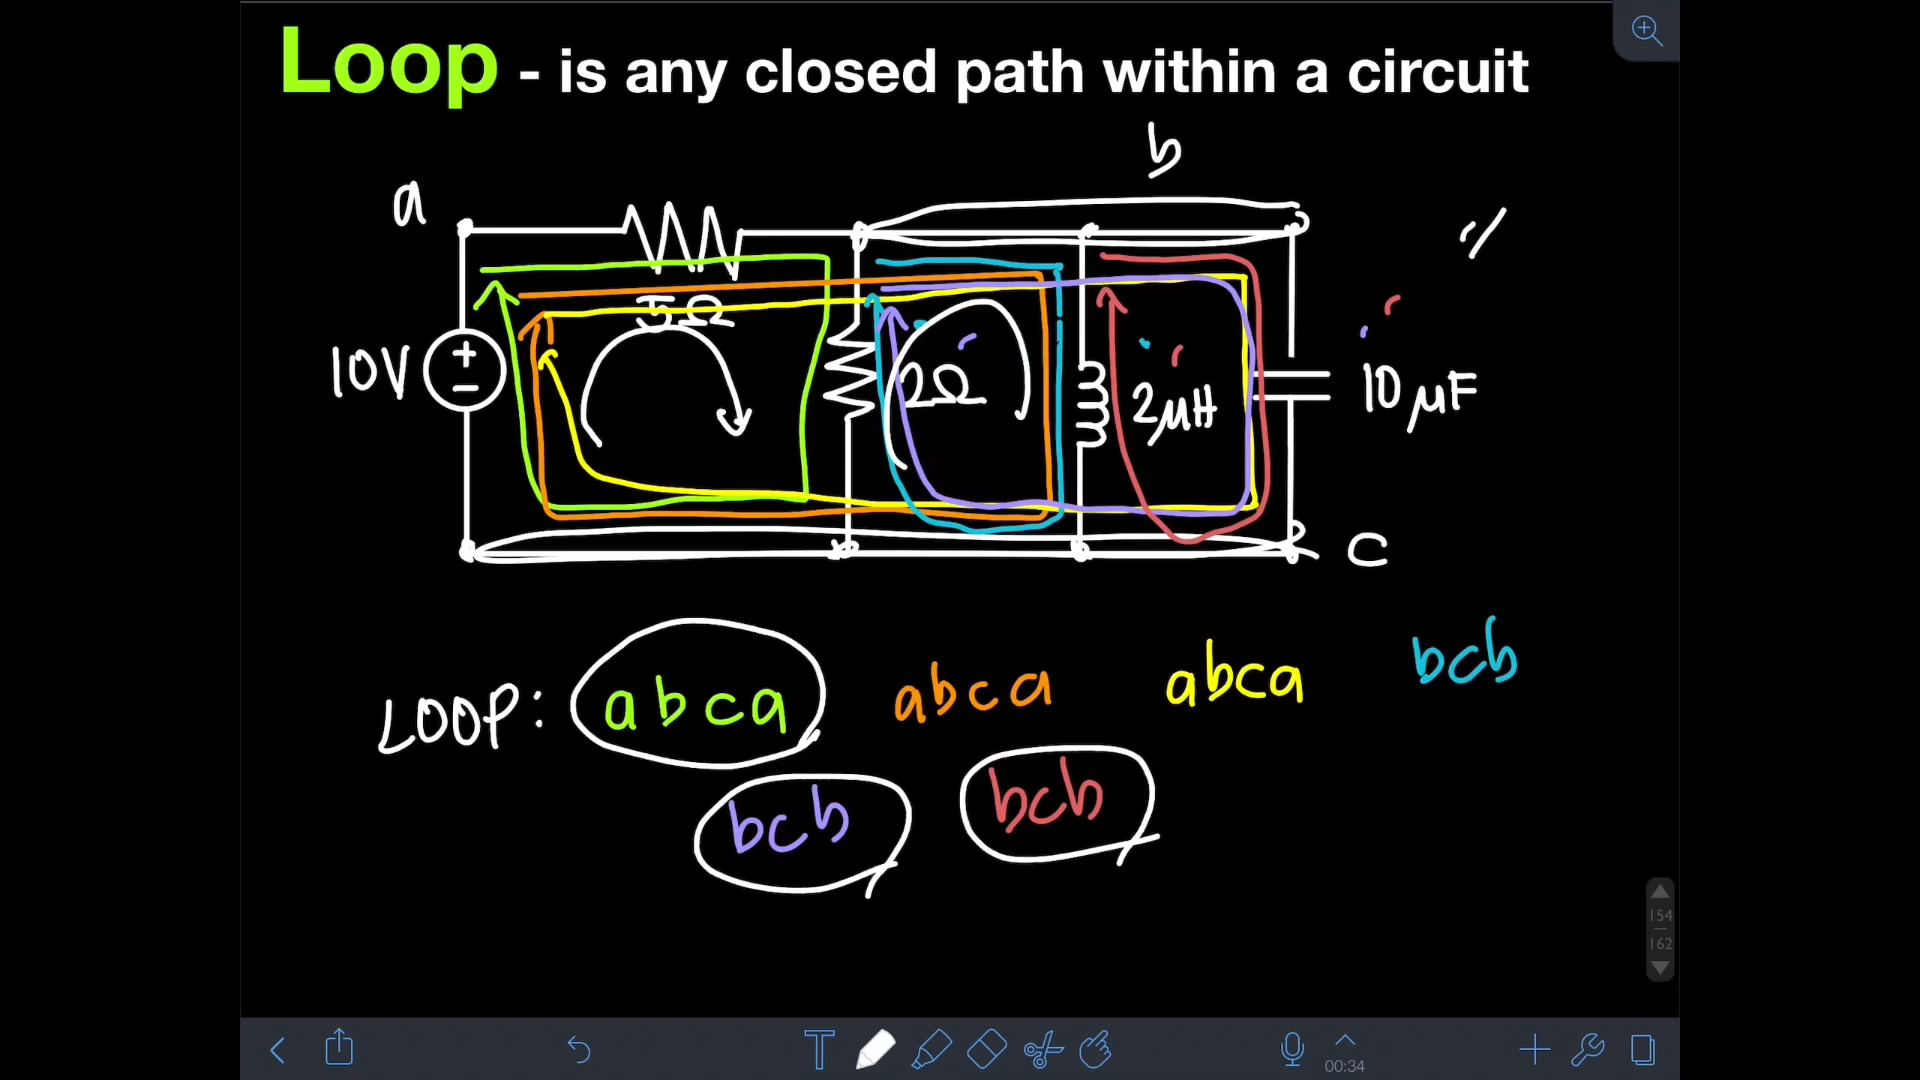 Loop - is any closed path within a circuit
b
a
5Ω
10V
+
−
2Ω
2μH
10μF
c
LOOP: abca abca abca bcb
bcb bcb
154
162
T
00:34